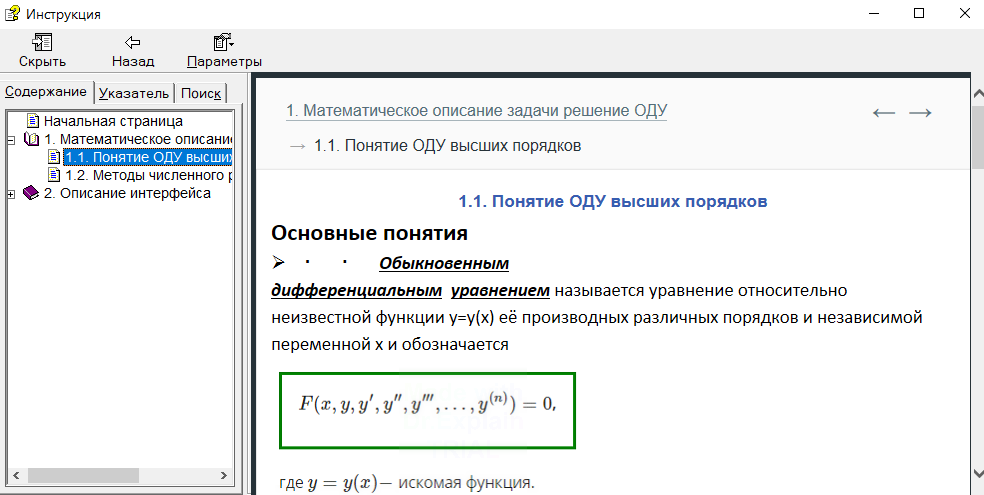 Инструкция
Скрыть Назад Параметры
Содержание Указатель Поиск
Начальная страница
1. Математическое описани
1.1. Понятие ОДУ высши
1.2. Методы численного р
2. Описание интерфейса
1. Математическое описание задачи решение ОДУ
← →
→ 1.1. Понятие ОДУ высших порядков
1.1. Понятие ОДУ высших порядков
Основные понятия
➢ · · Обыкновенным
дифференциальным уравнением называется уравнение относительно
неизвестной функции y=y(x) её производных различных порядков и независимой
переменной x и обозначается
F(x, y, y′, y″, y‴, . . . , y⁽ⁿ⁾) = 0,
где y = y(x)− искомая функция.